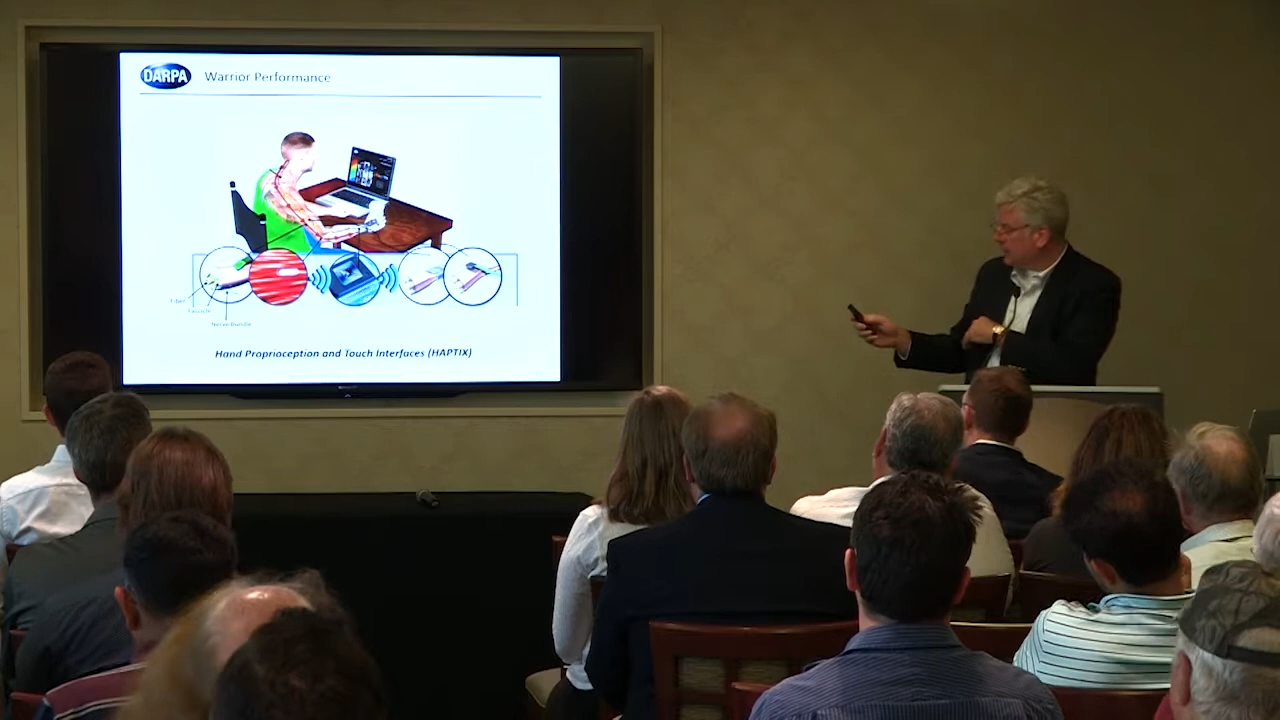 DARPA
Warrior Performance
Fiber
Fascicle
Nerve bundle
Hand Proprioception and Touch Interfaces (HAPTIX)